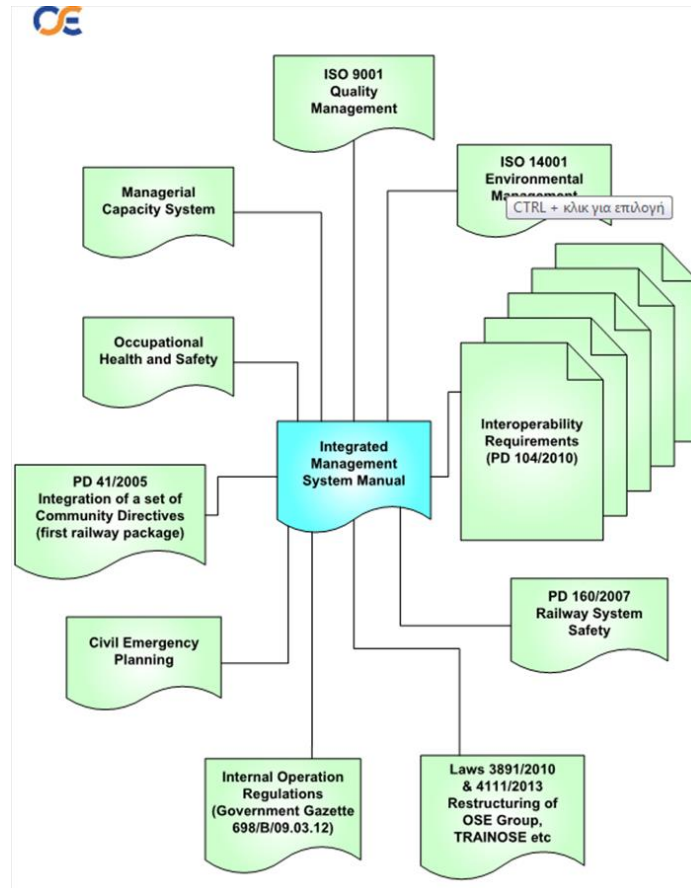 OSE
ISO 9001
Quality
Management
ISO 14001
Environmental
Management
CTRL + κλικ για επιλογή
Managerial
Capacity System
Occupational
Health and Safety
Interoperability
Requirements
(PD 104/2010)
Integrated
Management
System Manual
PD 41/2005
Integration of a set of
Community Directives
(first railway package)
PD 160/2007
Railway System
Safety
Civil Emergency
Planning
Internal Operation
Regulations
(Government Gazette
698/B/09.03.12)
Laws 3891/2010
& 4111/2013
Restructuring of
OSE Group,
TRAINOSE etc